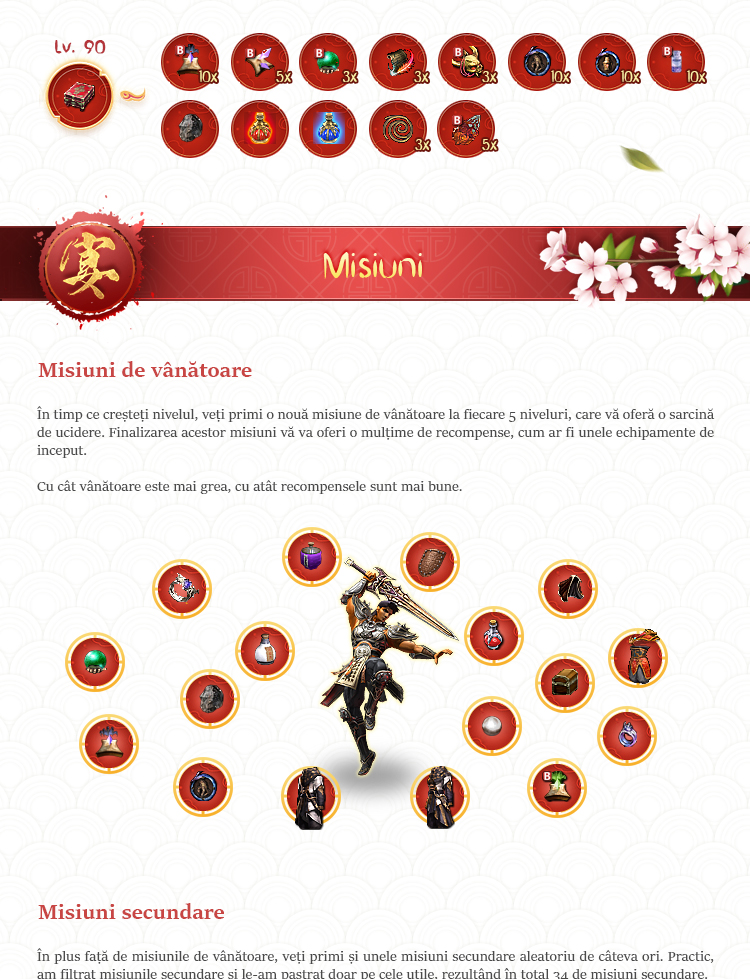 Lv. 90
B 10x B 5x B 3x 3x B 3x 10x 10x B 10x
3x B 5x
宴
Misiuni
Misiuni de vânătoare
În timp ce creșteți nivelul, veți primi o nouă misiune de vânătoare la fiecare 5 niveluri, care vă oferă o sarcină
de ucidere. Finalizarea acestor misiuni vă va oferi o mulțime de recompense, cum ar fi unele echipamente de
inceput.
Cu cât vânătoare este mai grea, cu atât recompensele sunt mai bune.
B
Misiuni secundare
În plus față de misiunile de vânătoare, veți primi și unele misiuni secundare aleatoriu de câteva ori. Practic,
am filtrat misiunile secundare și le-am pastrat doar pe cele utile, rezultând în total 34 de misiuni secundare.